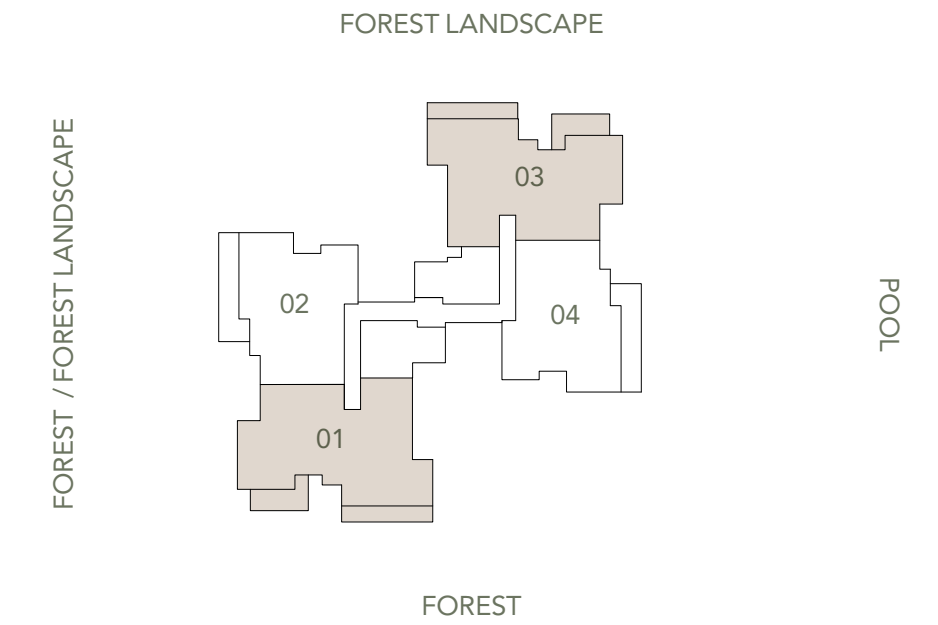 FOREST LANDSCAPE
FOREST / FOREST LANDSCAPE
03
02
04
POOL
01
FOREST